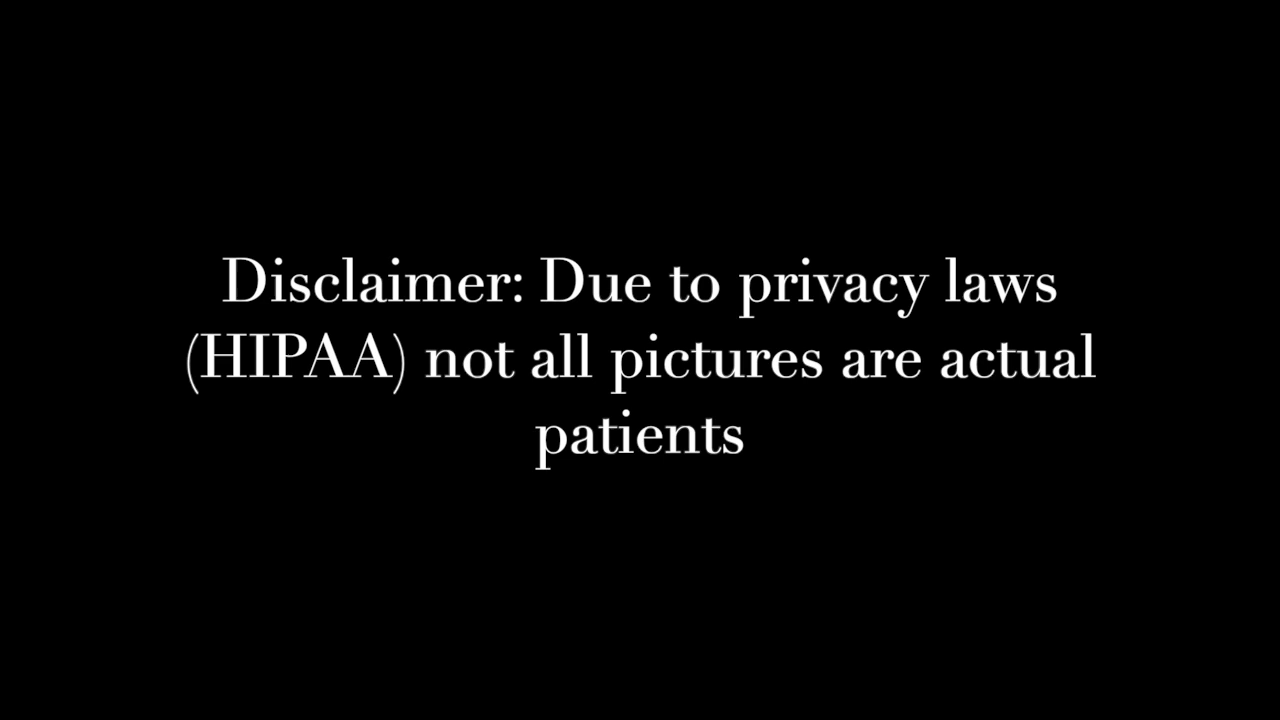 Disclaimer: Due to privacy laws
(HIPAA) not all pictures are actual
patients